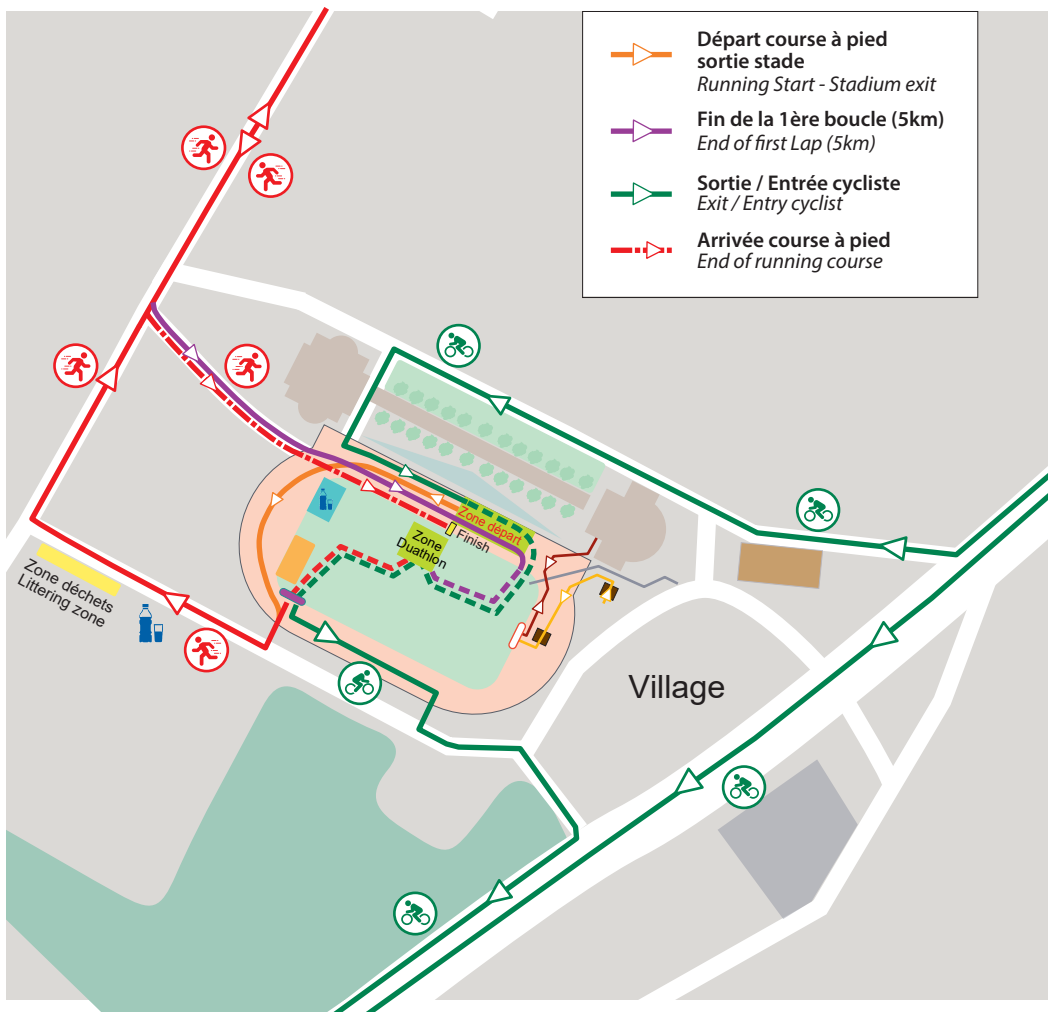 Départ course à pied
sortie stade
Running Start - Stadium exit
Fin de la 1ère boucle (5km)
End of first Lap (5km)
Sortie / Entrée cycliste
Exit / Entry cyclist
Arrivée course à pied
End of running course
Zone départ
Finish
Zone
Duathlon
Zone déchets
Littering zone
Village